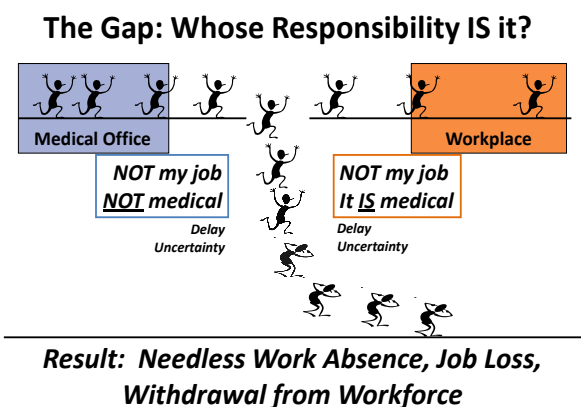 The Gap: Whose Responsibility IS it?
Medical Office
Workplace
NOT my job
NOT medical
NOT my job
It IS medical
Delay
Uncertainty
Delay
Uncertainty
Result: Needless Work Absence, Job Loss,
Withdrawal from Workforce